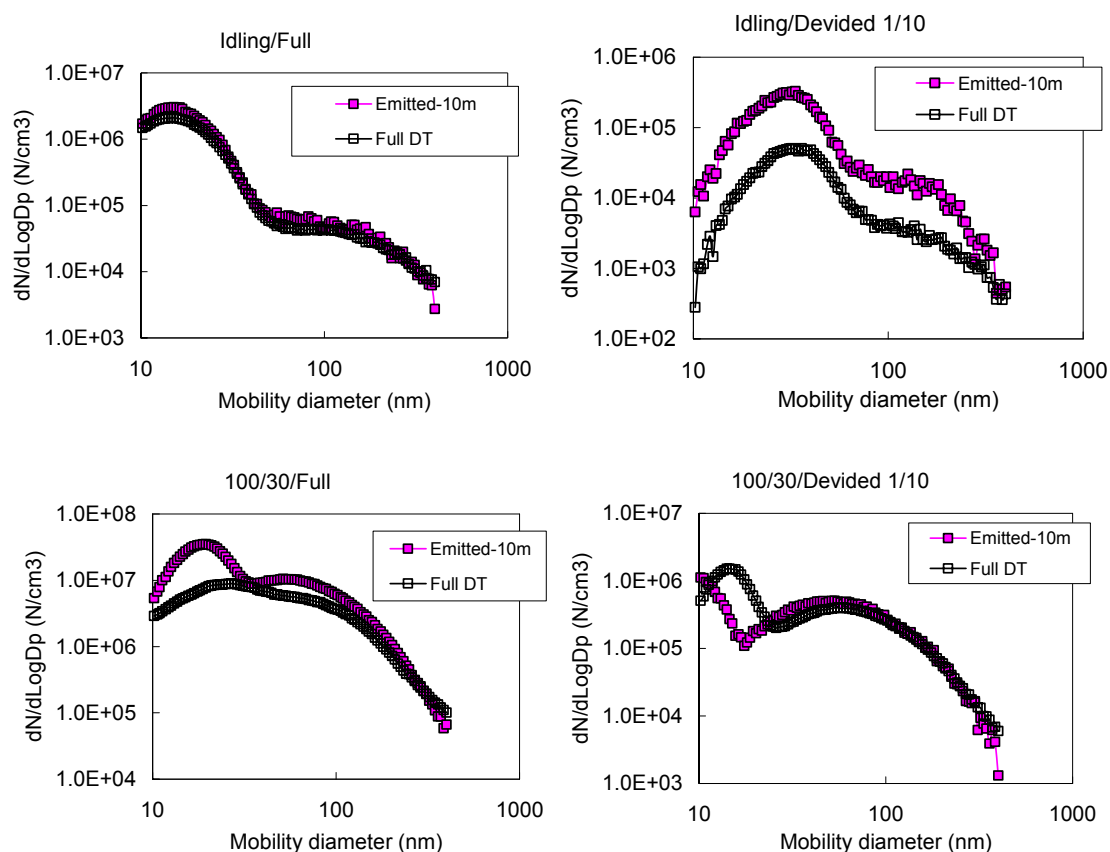 Idling/Full
1.0E+07
1.0E+06
1.0E+05
1.0E+04
1.0E+03
dN/dLogDp (N/cm3)
Emitted-10m
Full DT
10
100
1000
Mobility diameter (nm)
Idling/Devided 1/10
1.0E+06
1.0E+05
1.0E+04
1.0E+03
1.0E+02
dN/dLogDp (N/cm3)
Emitted-10m
Full DT
10
100
1000
Mobility diameter (nm)
100/30/Full
1.0E+08
1.0E+07
1.0E+06
1.0E+05
1.0E+04
dN/dLogDp (N/cm3)
Emitted-10m
Full DT
10
100
1000
Mobility diameter (nm)
100/30/Devided 1/10
1.0E+07
1.0E+06
1.0E+05
1.0E+04
1.0E+03
dN/dLogDp (N/cm3)
Emitted-10m
Full DT
10
100
1000
Mobility diameter (nm)